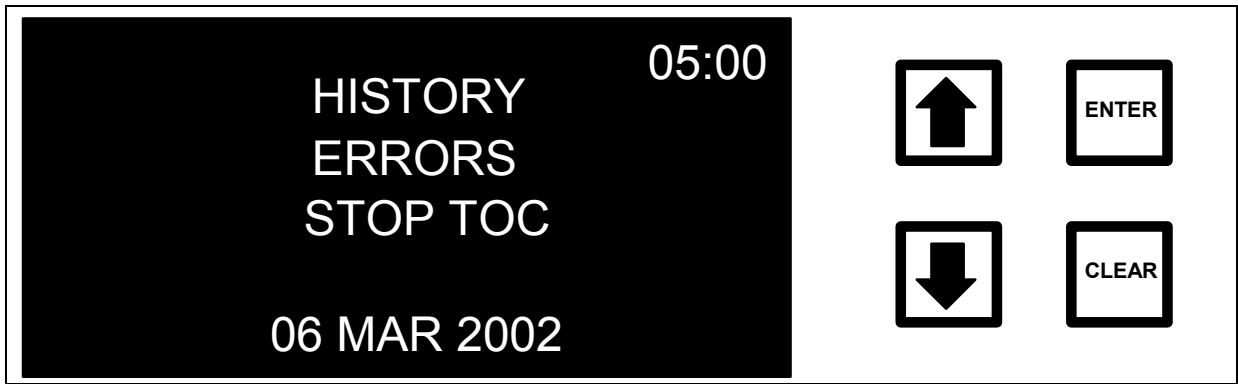 05:00
HISTORY
ERRORS
STOP TOC
06 MAR 2002
ENTER
CLEAR